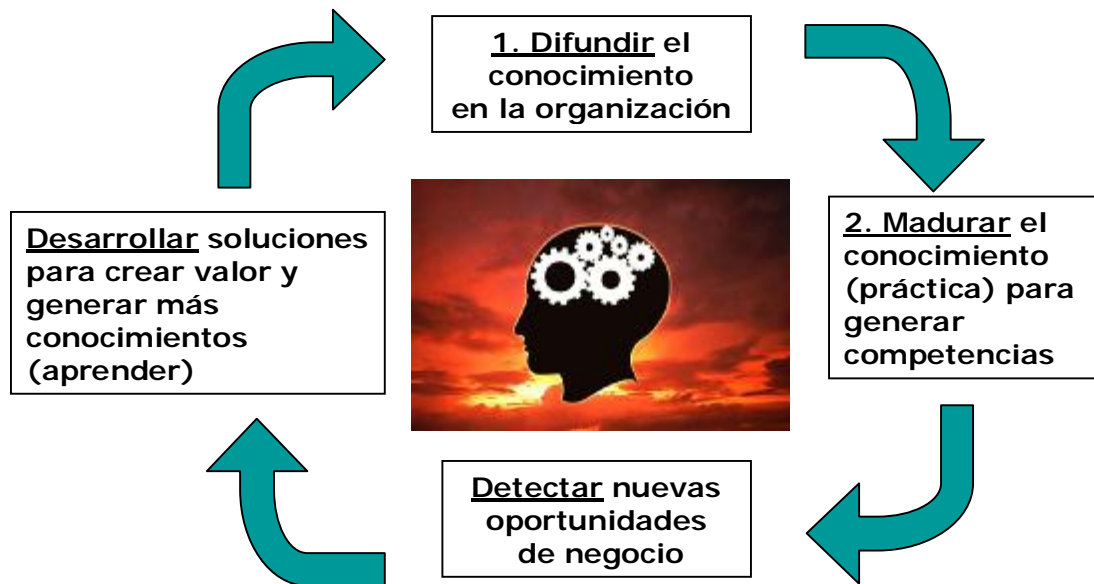 1. Difundir el
conocimiento
en la organización
2. Madurar el
conocimiento
(práctica) para
generar
competencias
Detectar nuevas
oportunidades
de negocio
Desarrollar soluciones
para crear valor y
generar más
conocimientos
(aprender)